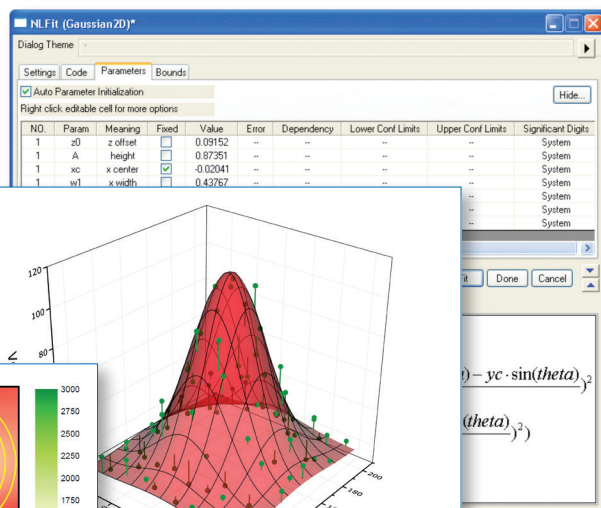 NLFit (Gaussian2D)*
Dialog Theme *
Settings Code Parameters Bounds
Auto Parameter Initialization
Hide...
Right click editable cell for more options
NO. Param Meaning Fixed Value Error Dependency Lower Conf Limits Upper Conf Limits Significant Digits
1 z0 z offset 0.09152 -- -- -- -- System
1 A height 0.87351 -- -- -- -- System
1 xc x center -0.02041 -- -- -- -- System
1 w1 x width 0.43767 -- -- -- -- System
-- System
-- System
-- System
Done Cancel
120
100
80
200
180
) − yc · sin(theta)
)²
(theta)
)²)
3000
2750
2500
2250
2000
1750